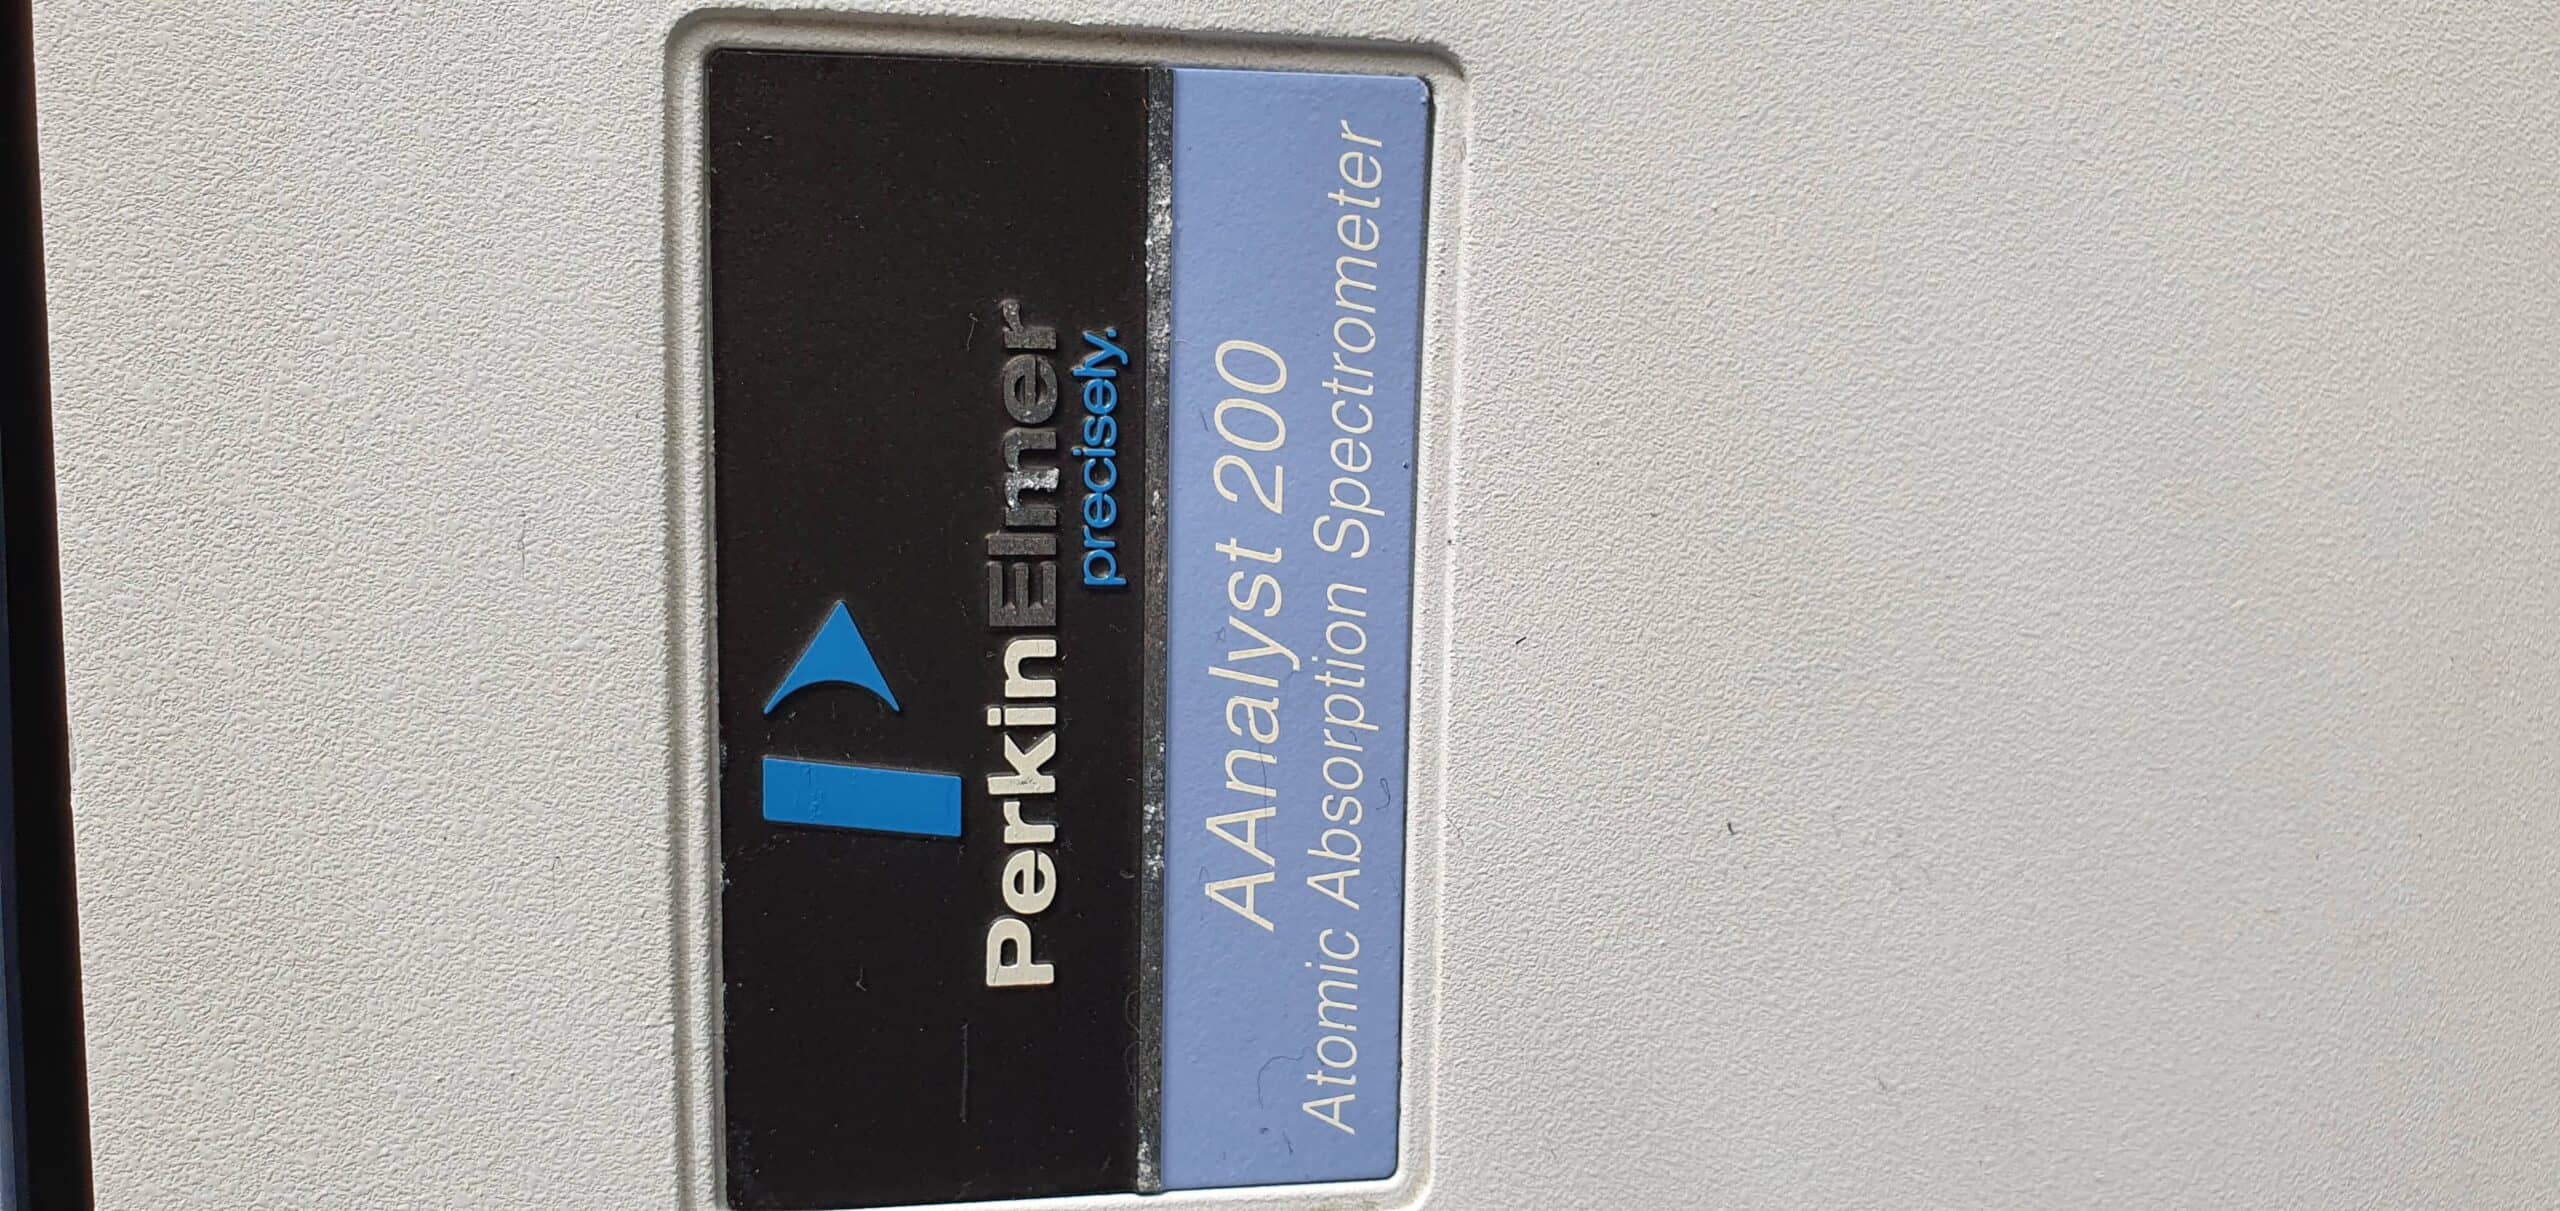 PerkinElmer
precisely.
AAnalyst 200
Atomic Absorption Spectrometer